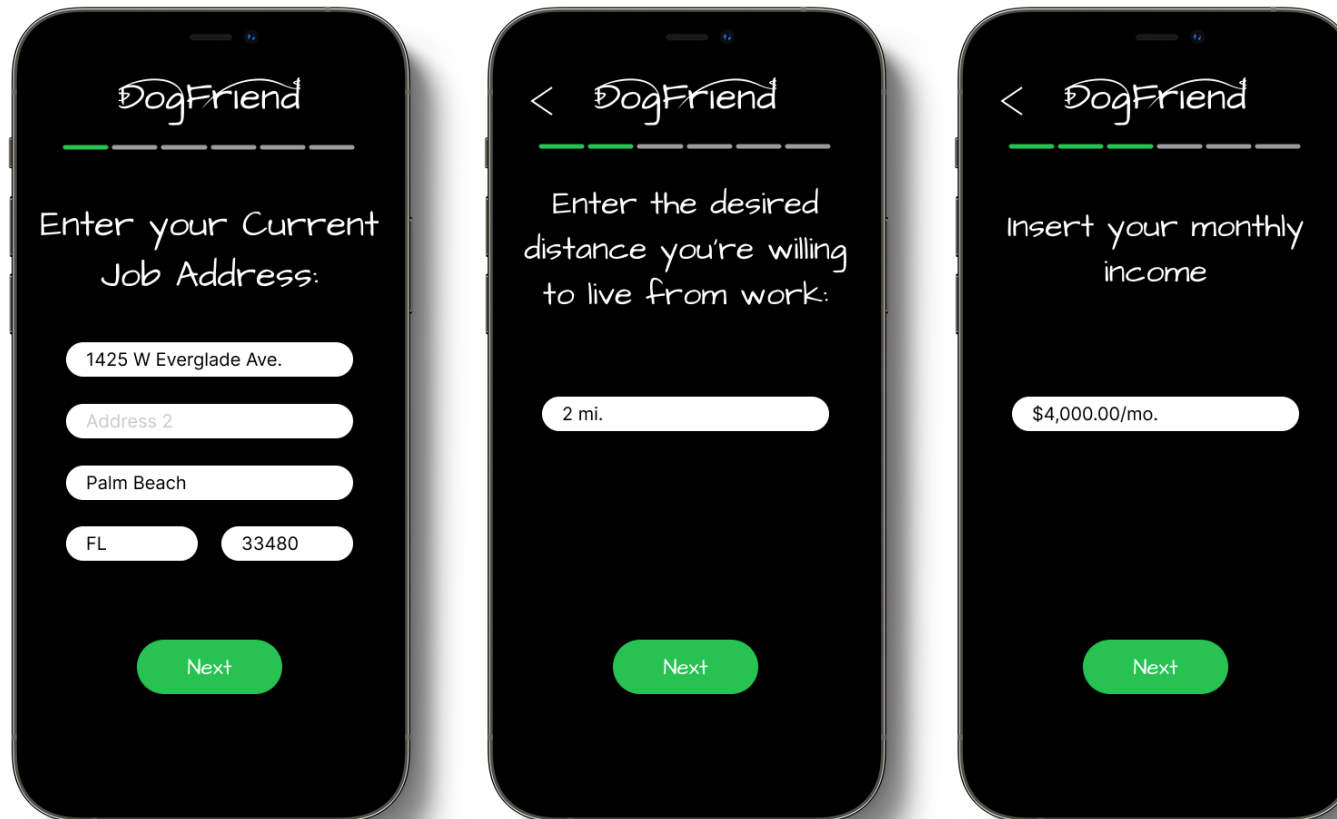 DogFriend
Enter your Current
Job Address:
1425 W Everglade Ave.
Address 2
Palm Beach
FL
33480
Next
DogFriend
Enter the desired
distance you're willing
to live from work:
2 mi.
Next
DogFriend
Insert your monthly
income
$4,000.00/mo.
Next